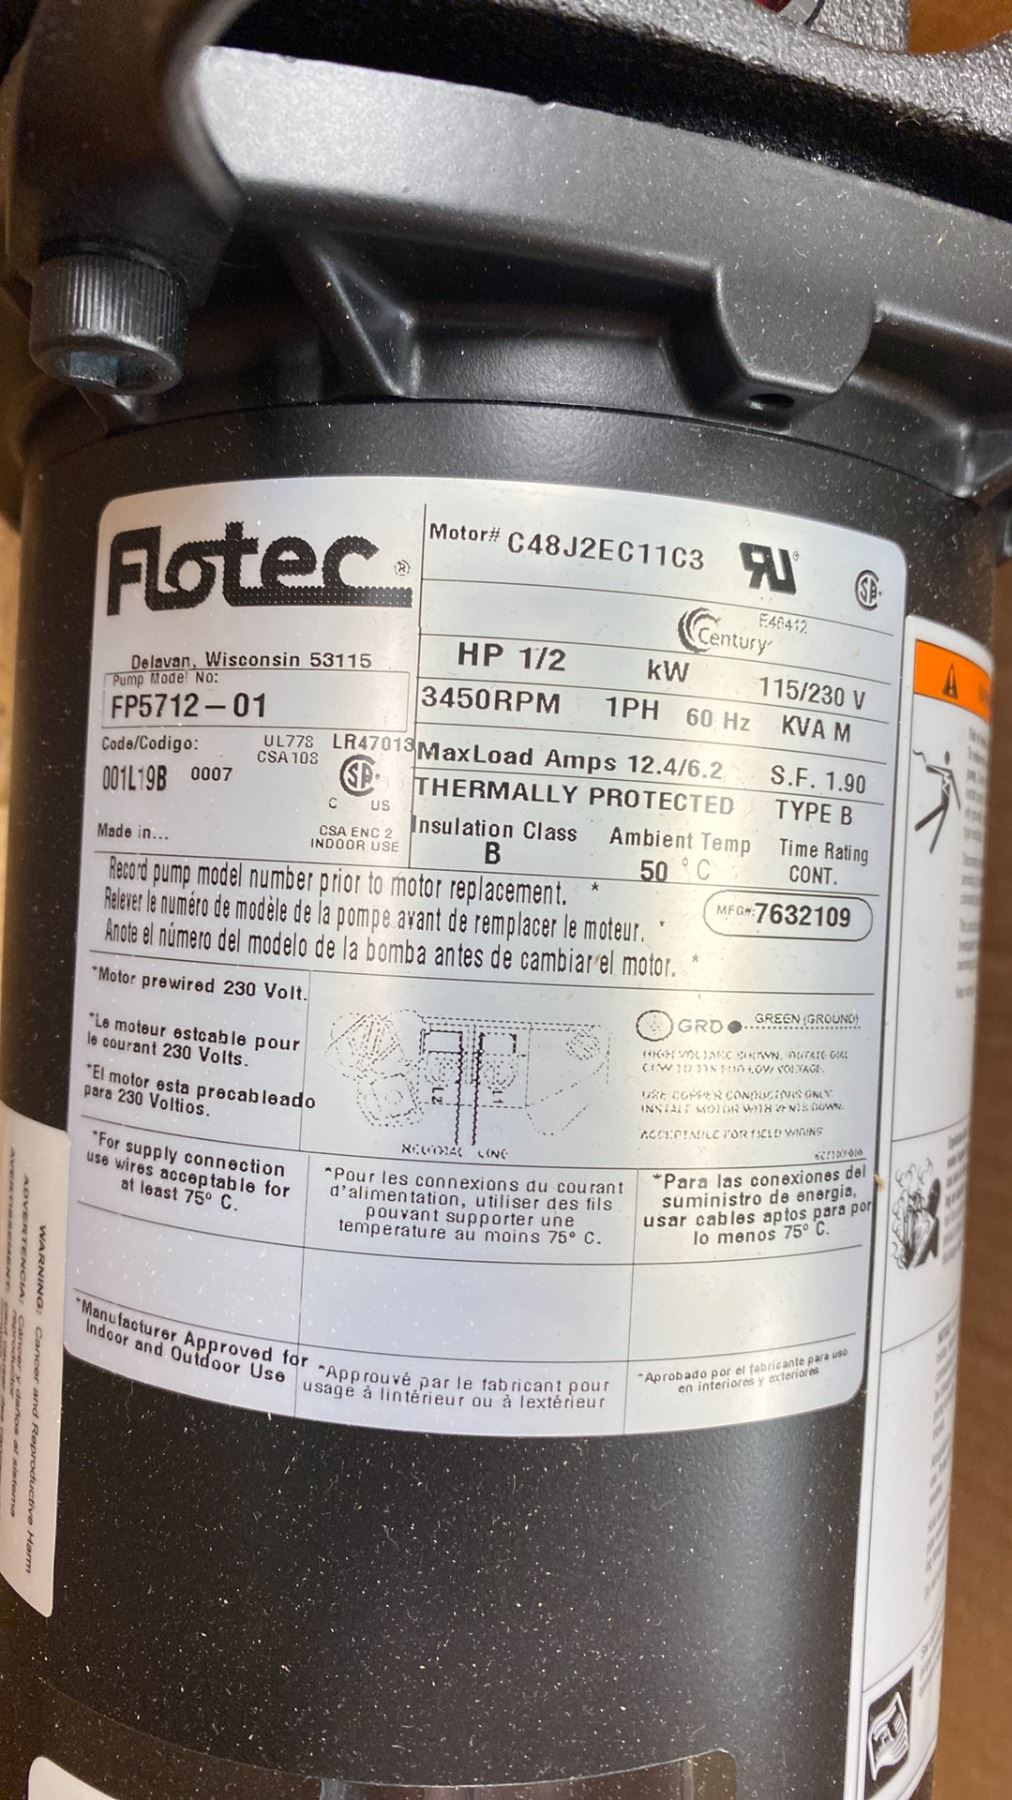 Flotec ®
Delavan, Wisconsin 53115
Pump Model No:
FP5712-01
Code/Codigo:
UL778 LR47013
CSA108
001L19B 0007
SA
C US
Made in...
CSA ENC 2
INDOOR USE
Motor# C48J2EC11C3
SA
E48412
Century
HP 1/2 kW 115/230 V
3450RPM 1PH 60 Hz KVA M
MaxLoad Amps 12.4/6.2 S.F. 1.90
THERMALLY PROTECTED TYPE B
Insulation Class Ambient Temp Time Rating
B 50 °C CONT.
Record pump model number prior to motor replacement. *
Relever le numéro de modèle de la pompe avant de remplacer le moteur. *
Anote el número del modelo de la bomba antes de cambiar el motor. *
MFG#: 7632109
*Motor prewired 230 Volt.
*Le moteur estcable pour
le courant 230 Volts.
*El motor esta precableado
para 230 Voltios.
L2 L1
LINE
GRD GREEN (GROUND)
USE COPPER CONDUCTORS ONLY.
INSTALL MOTOR WITH VENTS DOWN.
ACCEPTABLE FOR FIELD WIRING
*For supply connection
use wires acceptable for
at least 75° C.
*Pour les connexions du courant
d'alimentation, utiliser des fils
pouvant supporter une
temperature au moins 75° C.
*Para las conexiones del
suministro de energia,
usar cables aptos para por
lo menos 75° C.
*Manufacturer Approved for
Indoor and Outdoor Use
*Approuvé par le fabricant pour
usage à lintérieur ou à lextérieur
*Aprobado por el fabricante para uso
en interiores y exteriores
WARNING: Cancer and Reproductive Harm
ADVERTENCIA: Cáncer y daños al sistema